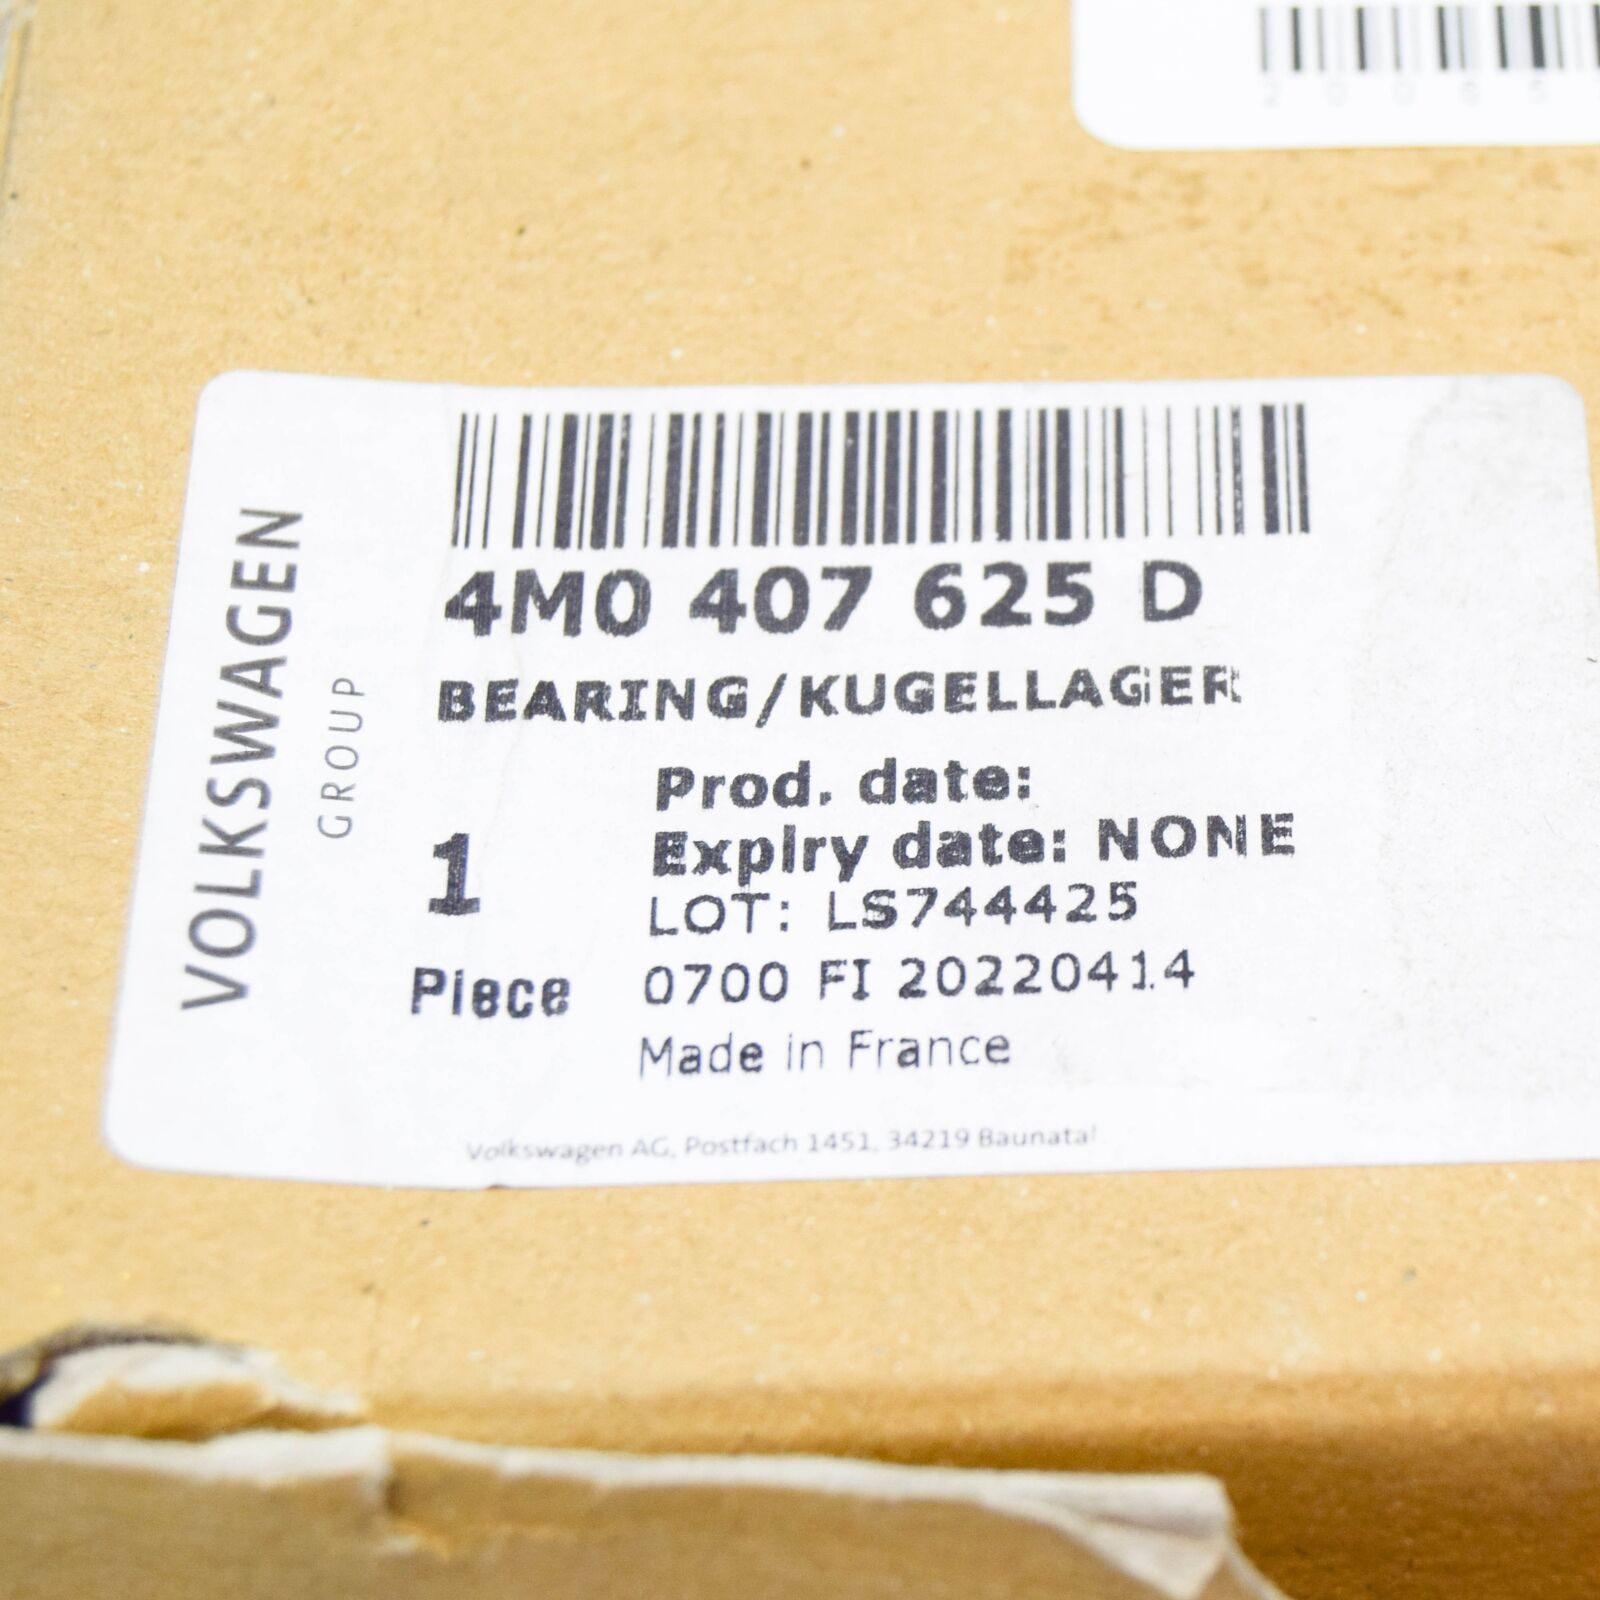 VOLKSWAGEN
GROUP
4M0 407 625 D
BEARING/KUGELLAGER
Prod. date:
Expiry date: NONE
1
LOT: LS744425
Piece
0700 FI 20220414
Made in France
Volkswagen AG, Postfach 1451, 34219 Baunatal